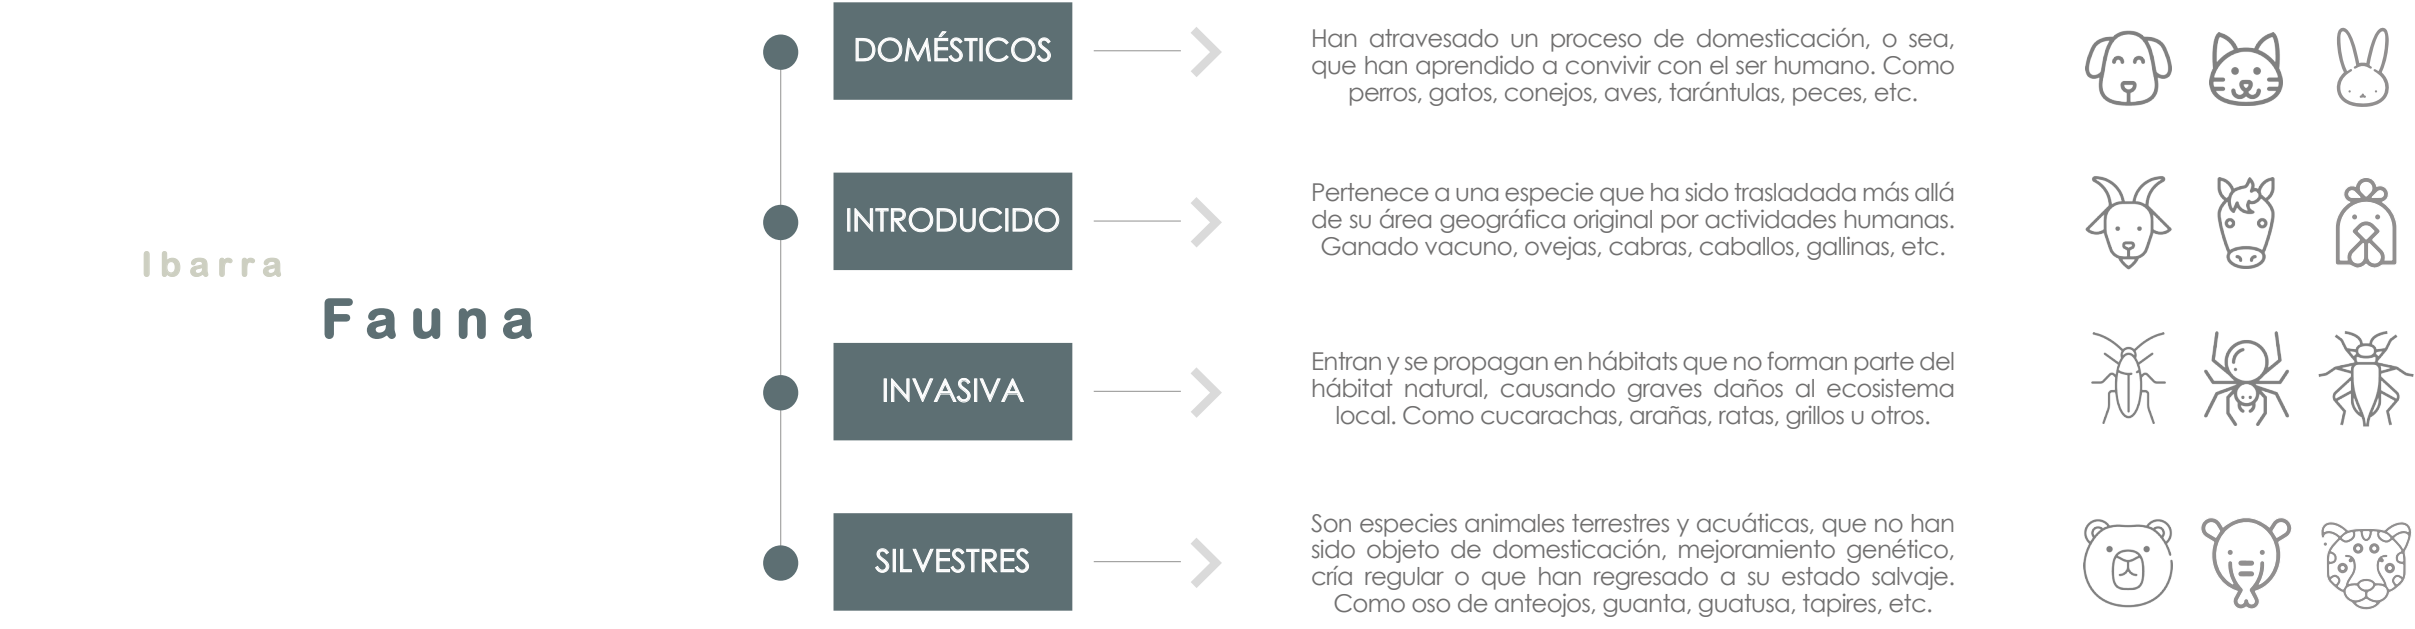 Ibarra
Fauna
DOMÉSTICOS
Han atravesado un proceso de domesticación, o sea,
que han aprendido a convivir con el ser humano. Como
perros, gatos, conejos, aves, tarántulas, peces, etc.
INTRODUCIDO
Pertenece a una especie que ha sido trasladada más allá
de su área geográfica original por actividades humanas.
Ganado vacuno, ovejas, cabras, caballos, gallinas, etc.
INVASIVA
Entran y se propagan en hábitats que no forman parte del
hábitat natural, causando graves daños al ecosistema
local. Como cucarachas, arañas, ratas, grillos u otros.
SILVESTRES
Son especies animales terrestres y acuáticas, que no han
sido objeto de domesticación, mejoramiento genético,
cría regular o que han regresado a su estado salvaje.
Como oso de anteojos, guanta, guatusa, tapires, etc.